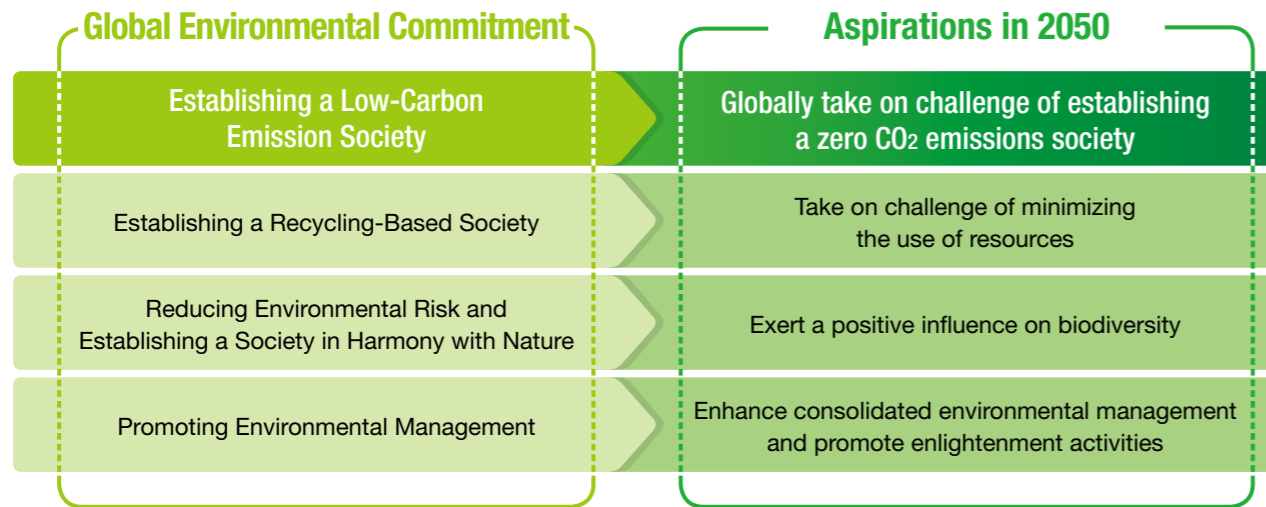 Global Environmental Commitment
Aspirations in 2050
Establishing a Low-Carbon
Emission Society
Globally take on challenge of establishing
a zero CO2 emissions society
Establishing a Recycling-Based Society
Take on challenge of minimizing
the use of resources
Reducing Environmental Risk and
Establishing a Society in Harmony with Nature
Exert a positive influence on biodiversity
Promoting Environmental Management
Enhance consolidated environmental management
and promote enlightenment activities